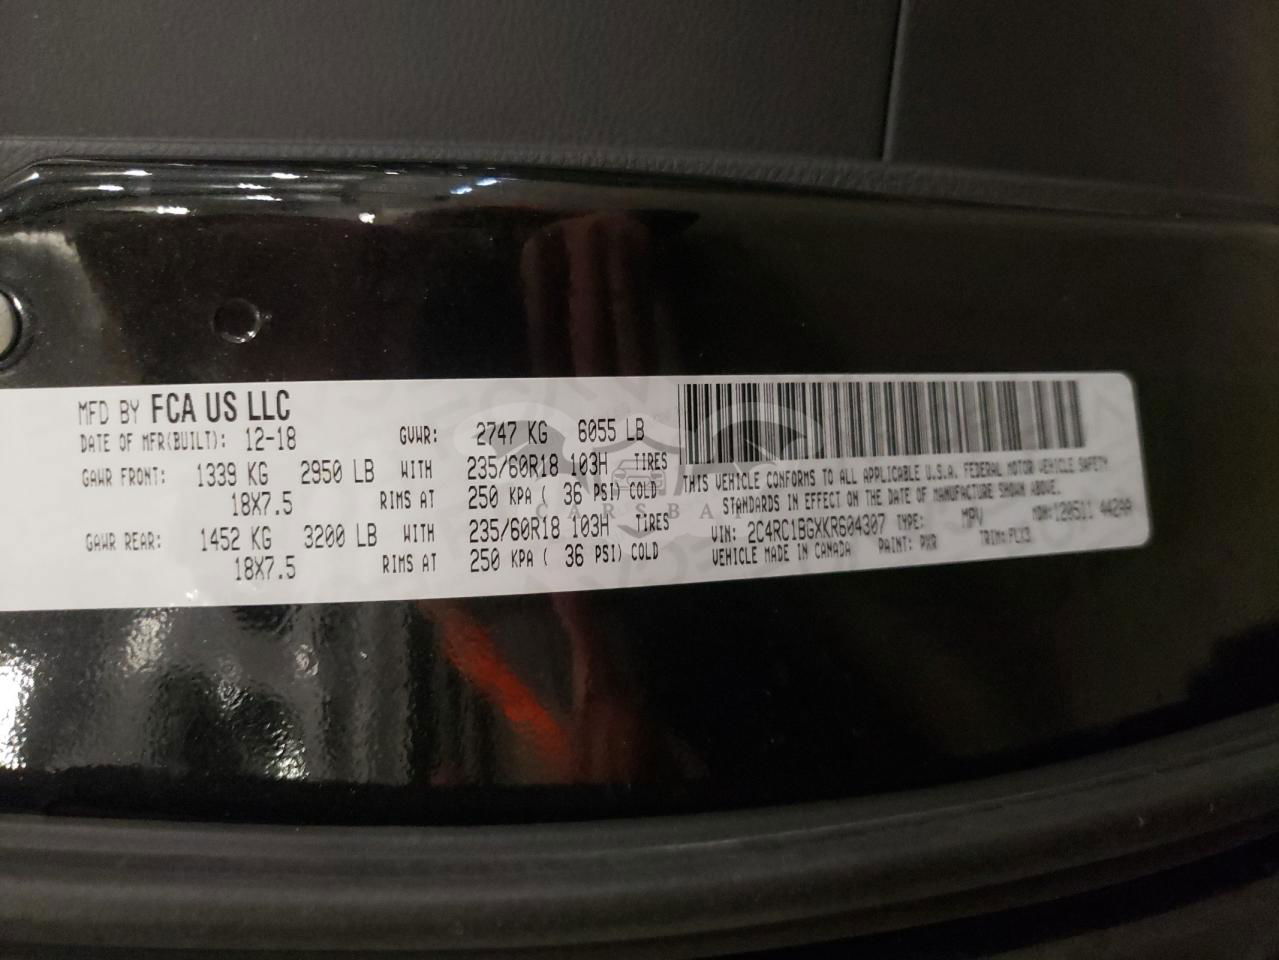 MFD BY FCA US LLC
DATE OF MFR(BUILT): 12-18 GVWR: 2747 KG 6055 LB
GAWR FRONT: 1339 KG 2950 LB WITH 235/60R18 103H TIRES
18X7.5 RIMS AT 250 KPA ( 36 PSI) COLD
GAWR REAR: 1452 KG 3200 LB WITH 235/60R18 103H TIRES
18X7.5 RIMS AT 250 KPA ( 36 PSI) COLD
THIS VEHICLE CONFORMS TO ALL APPLICABLE U.S.A. FEDERAL MOTOR VEHICLE SAFETY
STANDARDS IN EFFECT ON THE DATE OF MANUFACTURE SHOWN ABOVE.
VIN: 2C4RC1BGXKR604307 TYPE: MPV MDH:
VEHICLE MADE IN CANADA PAINT: PXR TRIM:
CARSBAT